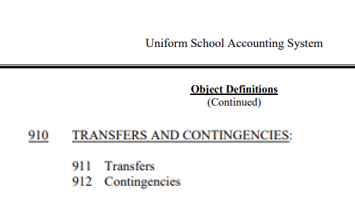 Uniform School Accounting System
Object Definitions
(Continued)
910 TRANSFERS AND CONTINGENCIES:
911 Transfers
912 Contingencies